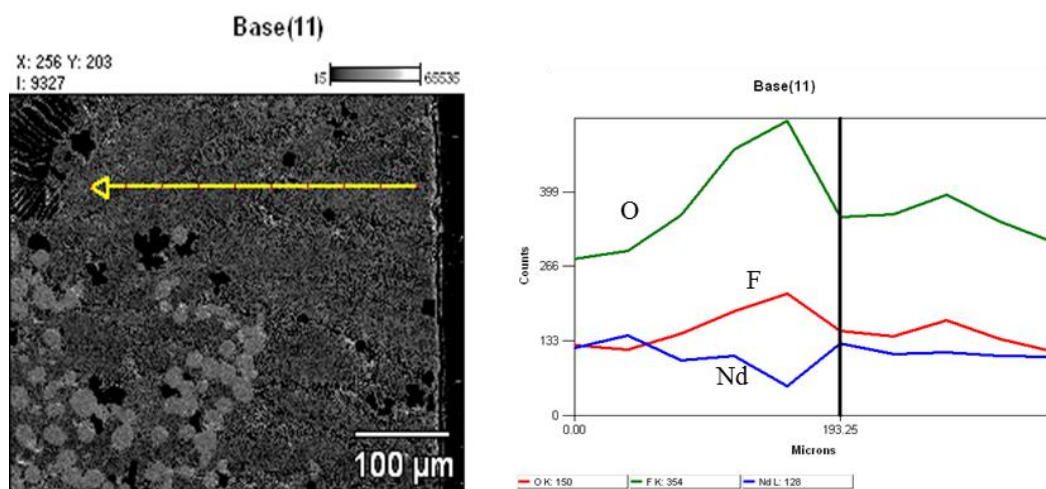 Base(11)
X: 256 Y: 203
I: 9327
15 65535
100 µm
Base(11)
Counts
399
266
133
0
O
F
Nd
0.00 193.25
Microns
O K: 150 F K: 354 Nd L: 128